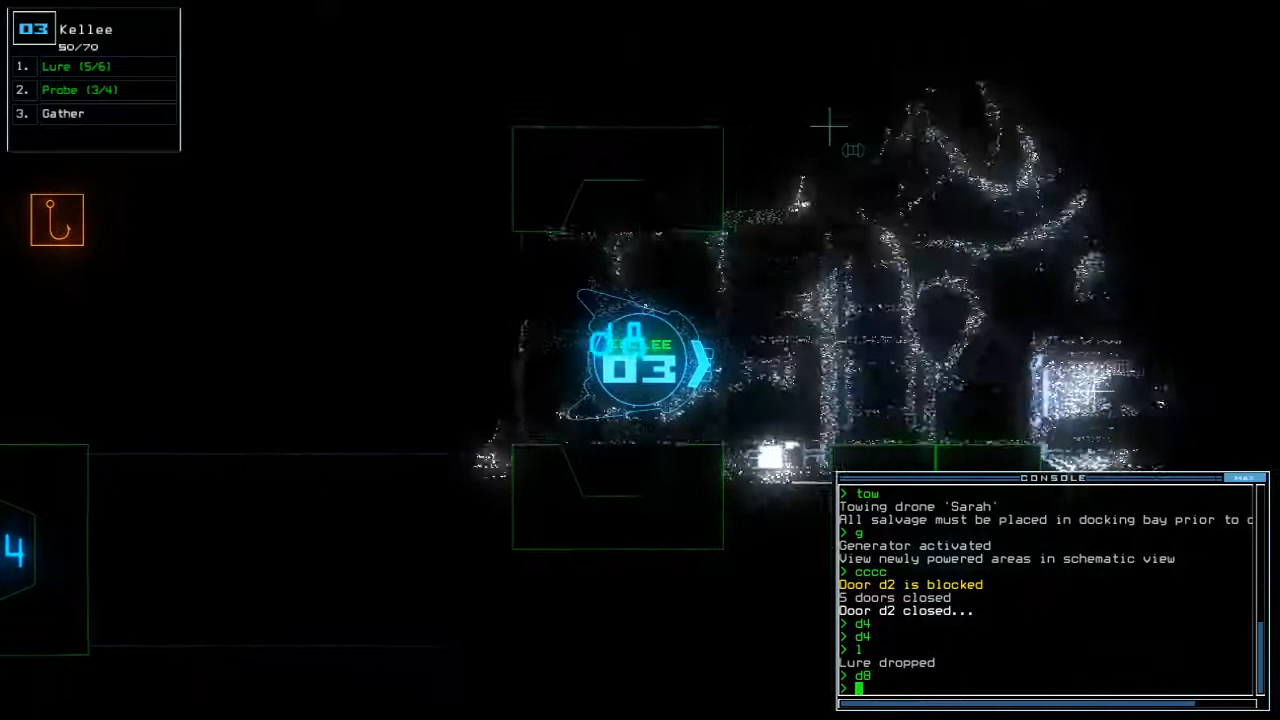 03 Kellee
50/70
1. Lure (5/6)
2. Probe (3/4)
3. Gather
d8
03
4
CONSOLE
MAX
> tow
Towing drone 'Sarah'
All salvage must be placed in docking bay prior to
> g
Generator activated
View newly powered areas in schematic view
> cccc
Door d2 is blocked
5 doors closed
Door d2 closed...
> d4
> d4
> l
Lure dropped
> d8
>